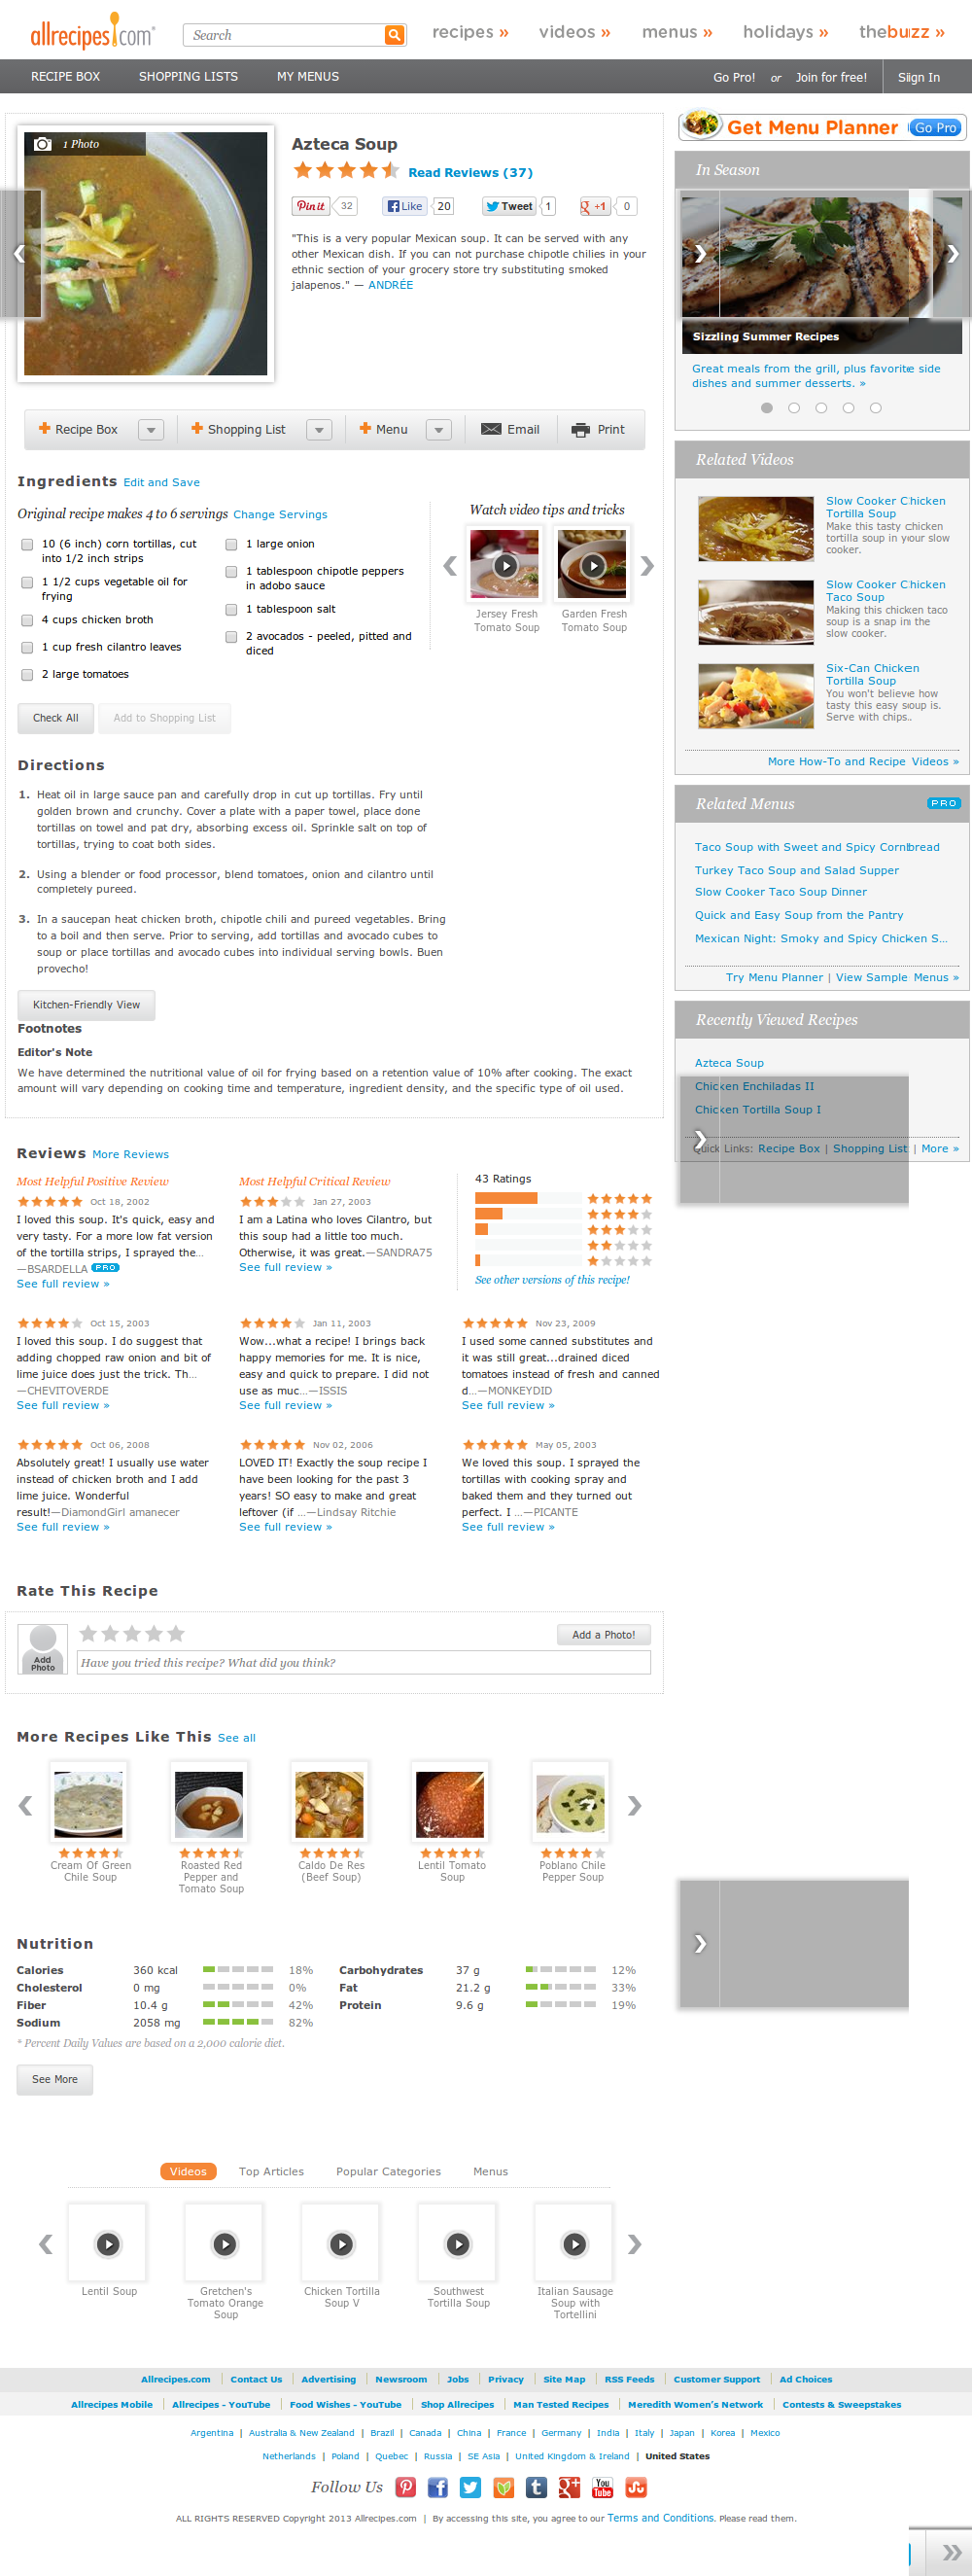 allrecipes.com
Search
recipes »
videos »
menus »
holidays »
thebuzz »
RECIPE BOX
SHOPPING LISTS
MY MENUS
Go Pro! or Join for free!
Sign In
1 Photo
Azteca Soup
Read Reviews (37)
Pin it 32
Like 20
Tweet 1
g +1 0
"This is a very popular Mexican soup. It can be served with any
other Mexican dish. If you can not purchase chipotle chilies in your
ethnic section of your grocery store try substituting smoked
jalapenos." — ANDRÉE
Recipe Box
Shopping List
Menu
Email
Print
Ingredients Edit and Save
Original recipe makes 4 to 6 servings Change Servings
10 (6 inch) corn tortillas, cut
into 1/2 inch strips
1 1/2 cups vegetable oil for
frying
4 cups chicken broth
1 cup fresh cilantro leaves
2 large tomatoes
1 large onion
1 tablespoon chipotle peppers
in adobo sauce
1 tablespoon salt
2 avocados - peeled, pitted and
diced
Watch video tips and tricks
Jersey Fresh
Tomato Soup
Garden Fresh
Tomato Soup
Check All
Add to Shopping List
Directions
1. Heat oil in large sauce pan and carefully drop in cut up tortillas. Fry until
golden brown and crunchy. Cover a plate with a paper towel, place done
tortillas on towel and pat dry, absorbing excess oil. Sprinkle salt on top of
tortillas, trying to coat both sides.
2. Using a blender or food processor, blend tomatoes, onion and cilantro until
completely pureed.
3. In a saucepan heat chicken broth, chipotle chili and pureed vegetables. Bring
to a boil and then serve. Prior to serving, add tortillas and avocado cubes to
soup or place tortillas and avocado cubes into individual serving bowls. Buen
provecho!
Kitchen-Friendly View
Footnotes
Editor's Note
We have determined the nutritional value of oil for frying based on a retention value of 10% after cooking. The exact
amount will vary depending on cooking time and temperature, ingredient density, and the specific type of oil used.
Get Menu Planner Go Pro
In Season
Sizzling Summer Recipes
Great meals from the grill, plus favorite side
dishes and summer desserts. »
Related Videos
Slow Cooker Chicken
Tortilla Soup
Make this tasty chicken
tortilla soup in your slow
cooker.
Slow Cooker Chicken
Taco Soup
Making this chicken taco
soup is a snap in the
slow cooker.
Six-Can Chicken
Tortilla Soup
You won't believe how
tasty this easy soup is.
Serve with chips.
More How-To and Recipe Videos »
Related Menus PRO
Taco Soup with Sweet and Spicy Cornbread
Turkey Taco Soup and Salad Supper
Slow Cooker Taco Soup Dinner
Quick and Easy Soup from the Pantry
Mexican Night: Smoky and Spicy Chicken S...
Try Menu Planner | View Sample Menus »
Recently Viewed Recipes
Azteca Soup
Chicken Enchiladas II
Chicken Tortilla Soup I
Quick Links: Recipe Box | Shopping List | More »
Reviews More Reviews
Most Helpful Positive Review
Oct 18, 2002
I loved this soup. It's quick, easy and
very tasty. For a more low fat version
of the tortilla strips, I sprayed the...
—BSARDELLA PRO
See full review »
Most Helpful Critical Review
Jan 27, 2003
I am a Latina who loves Cilantro, but
this soup had a little too much.
Otherwise, it was great.—SANDRA75
See full review »
43 Ratings
See other versions of this recipe!
Oct 15, 2003
I loved this soup. I do suggest that
adding chopped raw onion and bit of
lime juice does just the trick. Th...
—CHEVITOVERDE
See full review »
Jan 11, 2003
Wow...what a recipe! I brings back
happy memories for me. It is nice,
easy and quick to prepare. I did not
use as muc...—ISSIS
See full review »
Nov 23, 2009
I used some canned substitutes and
it was still great...drained diced
tomatoes instead of fresh and canned
d...—MONKEYDID
See full review »
Oct 06, 2008
Absolutely great! I usually use water
instead of chicken broth and I add
lime juice. Wonderful
result!—DiamondGirl amanecer
See full review »
Nov 02, 2006
LOVED IT! Exactly the soup recipe I
have been looking for the past 3
years! SO easy to make and great
leftover (if ...—Lindsay Ritchie
See full review »
May 05, 2003
We loved this soup. I sprayed the
tortillas with cooking spray and
baked them and they turned out
perfect. I ...—PICANTE
See full review »
Rate This Recipe
Add
Photo
Add a Photo!
Have you tried this recipe? What did you think?
More Recipes Like This See all
Cream Of Green
Chile Soup
Roasted Red
Pepper and
Tomato Soup
Caldo De Res
(Beef Soup)
Lentil Tomato
Soup
Poblano Chile
Pepper Soup
Nutrition
Calories 360 kcal 18% Carbohydrates 37 g 12%
Cholesterol 0 mg 0% Fat 21.2 g 33%
Fiber 10.4 g 42% Protein 9.6 g 19%
Sodium 2058 mg 82%
* Percent Daily Values are based on a 2,000 calorie diet.
See More
Videos
Top Articles
Popular Categories
Menus
Lentil Soup
Gretchen's
Tomato Orange
Soup
Chicken Tortilla
Soup V
Southwest
Tortilla Soup
Italian Sausage
Soup with
Tortellini
Allrecipes.com | Contact Us | Advertising | Newsroom | Jobs | Privacy | Site Map | RSS Feeds | Customer Support | Ad Choices
Allrecipes Mobile | Allrecipes - YouTube | Food Wishes - YouTube | Shop Allrecipes | Man Tested Recipes | Meredith Women's Network | Contests & Sweepstakes
Argentina | Australia & New Zealand | Brazil | Canada | China | France | Germany | India | Italy | Japan | Korea | Mexico
Netherlands | Poland | Quebec | Russia | SE Asia | United Kingdom & Ireland | United States
Follow Us
You
Tube
ALL RIGHTS RESERVED Copyright 2013 Allrecipes.com | By accessing this site, you agree to our Terms and Conditions. Please read them.